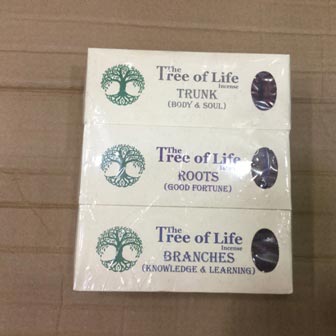 The
Tree of Life
Incense
TRUNK
(BODY & SOUL)
The
Tree of Life
Incense
ROOTS
(GOOD FORTUNE)
The
Tree of Life
Incense
BRANCHES
(KNOWLEDGE & LEARNING)